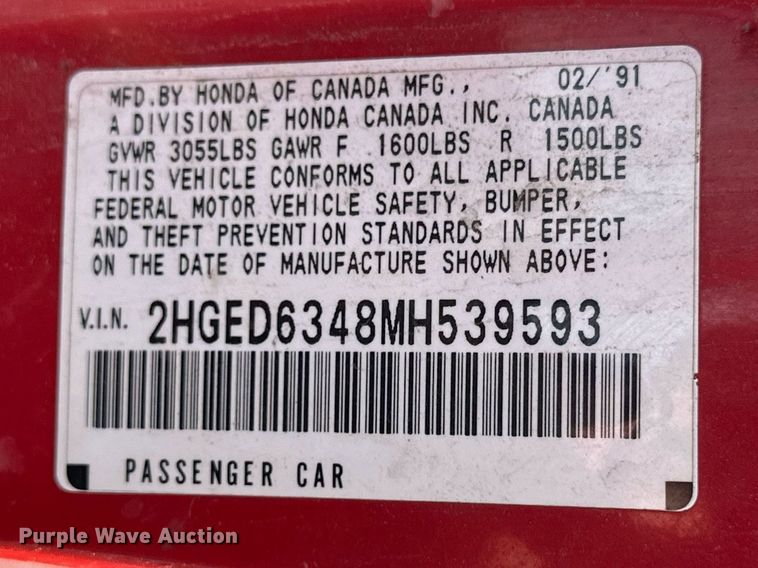 MFD.BY HONDA OF CANADA MFG., 02/'91
A DIVISION OF HONDA CANADA INC. CANADA
GVWR 3055LBS GAWR F 1600LBS R 1500LBS
THIS VEHICLE CONFORMS TO ALL APPLICABLE
FEDERAL MOTOR VEHICLE SAFETY, BUMPER,
AND THEFT PREVENTION STANDARDS IN EFFECT
ON THE DATE OF MANUFACTURE SHOWN ABOVE:
V.I.N. 2HGED6348MH539593
PASSENGER CAR
Purple Wave Auction